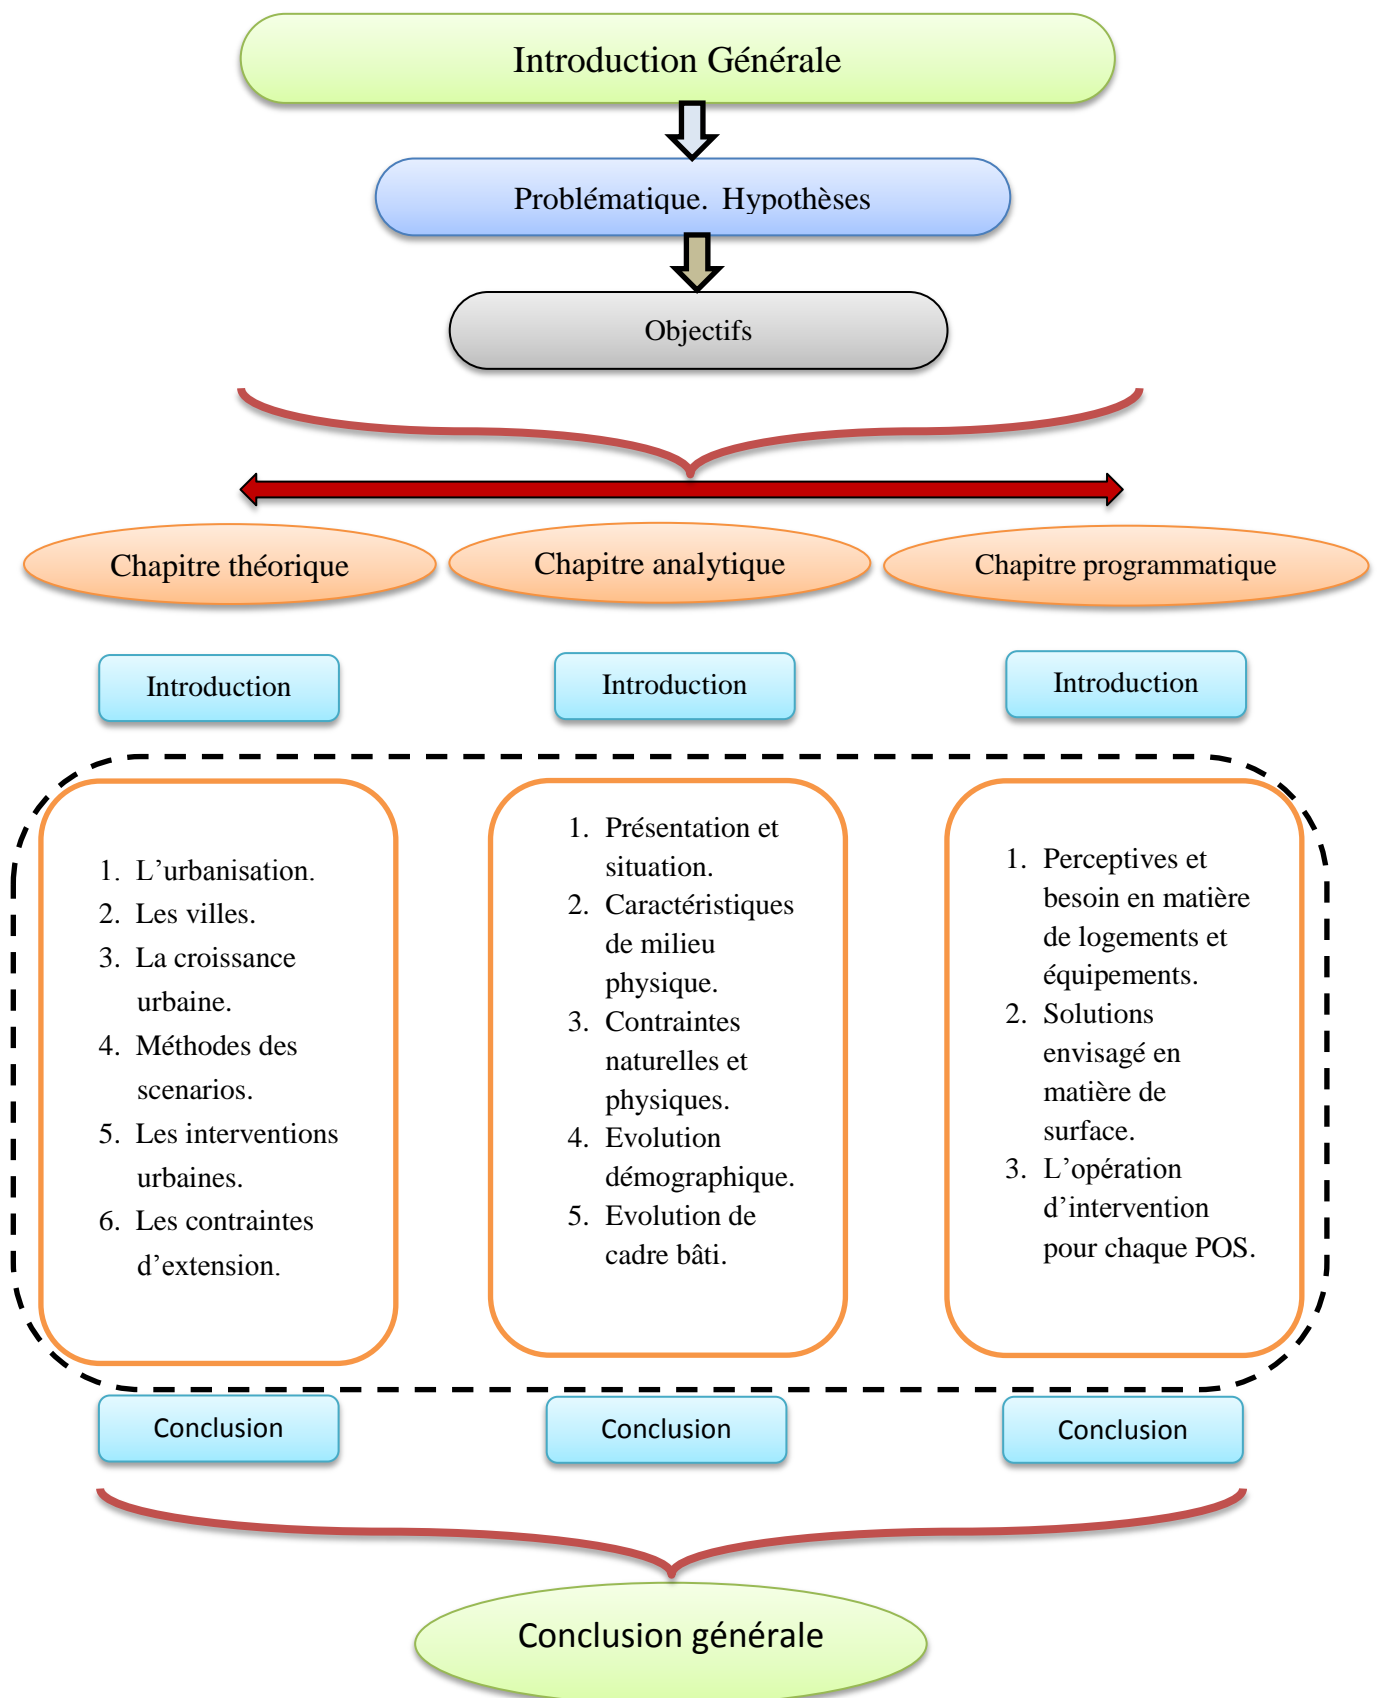 Introduction Générale
Problématique. Hypothèses
Objectifs
Chapitre théorique
Chapitre analytique
Chapitre programmatique
Introduction
Introduction
Introduction
1. L’urbanisation.
2. Les villes.
3. La croissance
urbaine.
4. Méthodes des
scenarios.
5. Les interventions
urbaines.
6. Les contraintes
d’extension.
1. Présentation et
situation.
2. Caractéristiques
de milieu
physique.
3. Contraintes
naturelles et
physiques.
4. Evolution
démographique.
5. Evolution de
cadre bâti.
1. Perceptives et
besoin en matière
de logements et
équipements.
2. Solutions
envisagé en
matière de
surface.
3. L’opération
d’intervention
pour chaque POS.
Conclusion
Conclusion
Conclusion
Conclusion générale